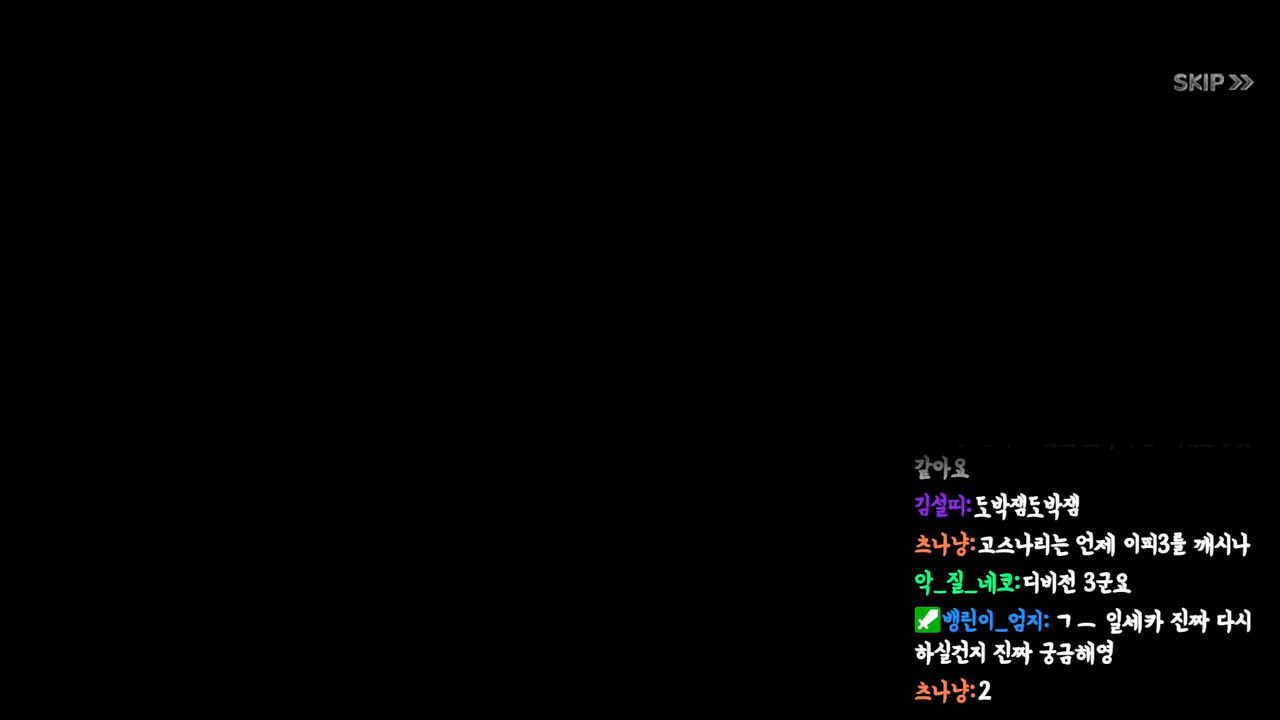 SKIP
같아요
김설띠: 도박잼도박잼
츠나냥: 고스나리는 언제 이피3를 깨시나
악_질_네코: 디비전 3군요
뱅린이_엄지: ㄱ ㅡ 일세카 진짜 다시
하실건지 진짜 궁금해영
츠나냥: 2